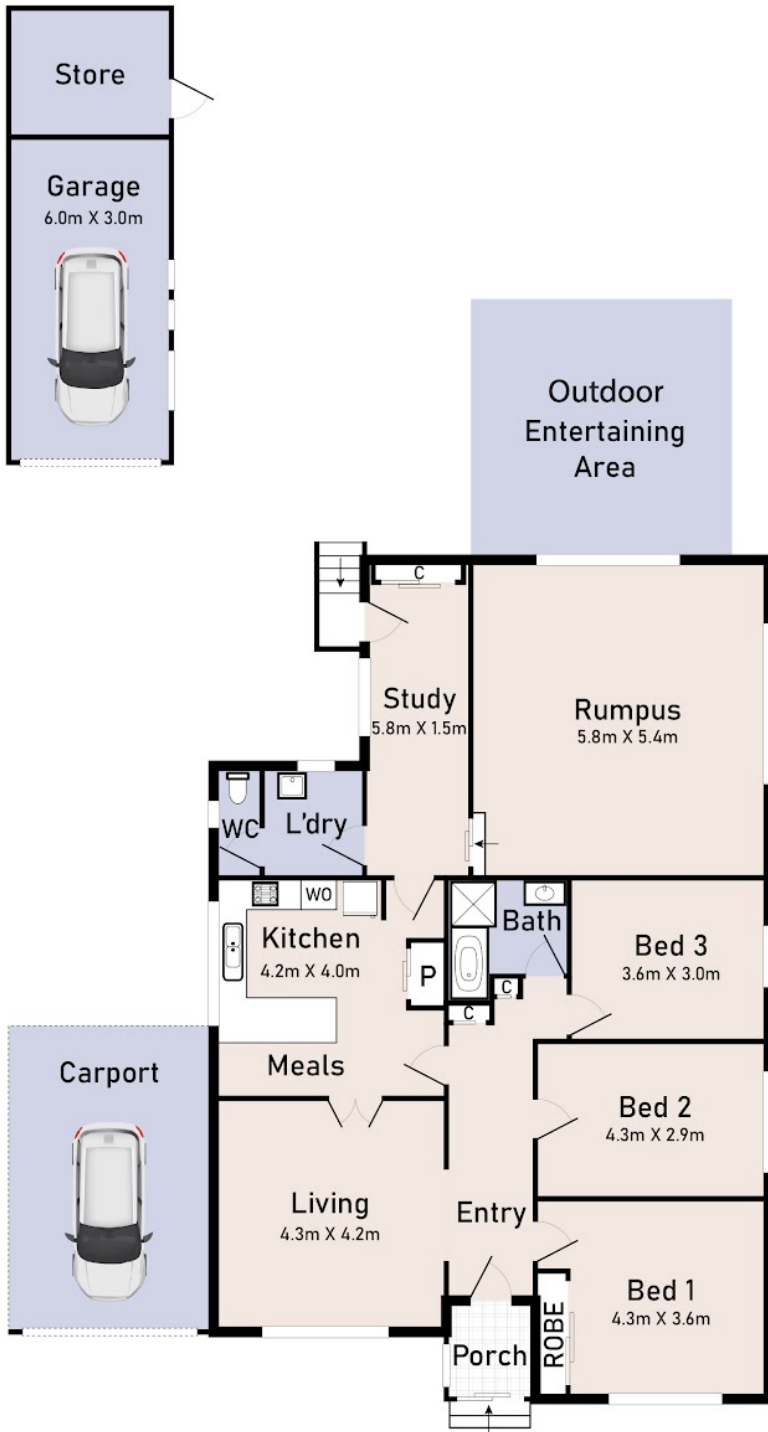 Store
Garage
6.0m X 3.0m
Outdoor
Entertaining
Area
C
Study
5.8m X 1.5m
Rumpus
5.8m X 5.4m
WC
L'dry
WO
Kitchen
4.2m X 4.0m
P
Bath
C
C
Bed 3
3.6m X 3.0m
Meals
Carport
Bed 2
4.3m X 2.9m
Living
4.3m X 4.2m
Entry
Bed 1
4.3m X 3.6m
ROBE
Porch